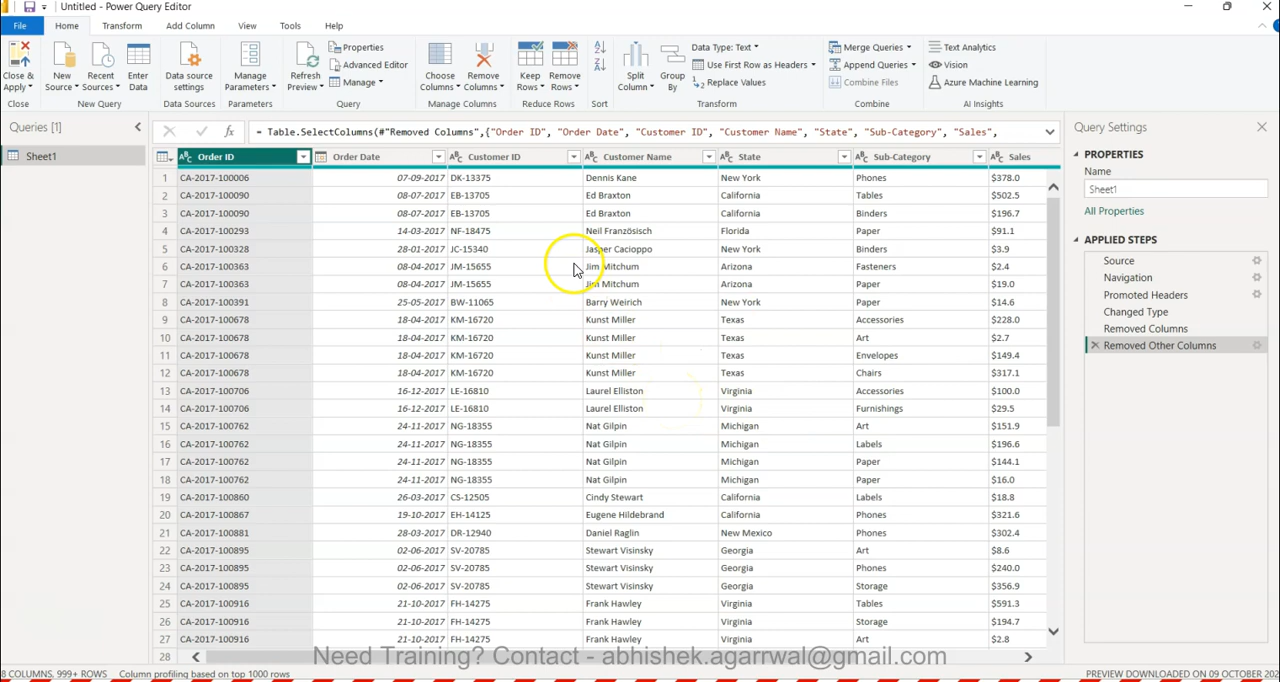 Untitled - Power Query Editor
File Home Transform Add Column View Tools Help
Close & Apply
New Source
Recent Sources
Enter Data
Data source settings
Manage Parameters
Refresh Preview
Properties
Advanced Editor
Manage
Choose Columns
Remove Columns
Keep Rows
Remove Rows
Split Column
Group By
Data Type: Text
Use First Row as Headers
Replace Values
Merge Queries
Append Queries
Combine Files
Text Analytics
Vision
Azure Machine Learning
Close New Query Data Sources Parameters Query Manage Columns Reduce Rows Sort Transform Combine AI Insights
Queries [1]
Sheet1
= Table.SelectColumns(#"Removed Columns",{"Order ID", "Order Date", "Customer ID", "Customer Name", "State", "Sub-Category", "Sales",
Order ID Order Date Customer ID Customer Name State Sub-Category Sales
1 CA-2017-100006 07-09-2017 DK-13375 Dennis Kane New York Phones $378.0
2 CA-2017-100090 08-07-2017 EB-13705 Ed Braxton California Tables $502.5
3 CA-2017-100090 08-07-2017 EB-13705 Ed Braxton California Binders $196.7
4 CA-2017-100293 14-03-2017 NF-18475 Neil Französisch Florida Paper $91.1
5 CA-2017-100328 28-01-2017 JC-15340 Jasper Cacioppo New York Binders $3.9
6 CA-2017-100363 08-04-2017 JM-15655 Jim Mitchum Arizona Fasteners $2.4
7 CA-2017-100363 08-04-2017 JM-15655 Jim Mitchum Arizona Paper $19.0
8 CA-2017-100391 25-05-2017 BW-11065 Barry Weirich New York Paper $14.6
9 CA-2017-100678 18-04-2017 KM-16720 Kunst Miller Texas Accessories $228.0
10 CA-2017-100678 18-04-2017 KM-16720 Kunst Miller Texas Art $2.7
11 CA-2017-100678 18-04-2017 KM-16720 Kunst Miller Texas Envelopes $149.4
12 CA-2017-100678 18-04-2017 KM-16720 Kunst Miller Texas Chairs $317.1
13 CA-2017-100706 16-12-2017 LE-16810 Laurel Elliston Virginia Accessories $100.0
14 CA-2017-100706 16-12-2017 LE-16810 Laurel Elliston Virginia Furnishings $29.5
15 CA-2017-100762 24-11-2017 NG-18355 Nat Gilpin Michigan Art $151.9
16 CA-2017-100762 24-11-2017 NG-18355 Nat Gilpin Michigan Labels $196.6
17 CA-2017-100762 24-11-2017 NG-18355 Nat Gilpin Michigan Paper $144.1
18 CA-2017-100762 24-11-2017 NG-18355 Nat Gilpin Michigan Paper $16.0
19 CA-2017-100860 26-03-2017 CS-12505 Cindy Stewart California Labels $18.8
20 CA-2017-100867 19-10-2017 EH-14125 Eugene Hildebrand California Phones $321.6
21 CA-2017-100881 28-03-2017 DR-12940 Daniel Raglin New Mexico Phones $302.4
22 CA-2017-100895 02-06-2017 SV-20785 Stewart Visinsky Georgia Art $8.6
23 CA-2017-100895 02-06-2017 SV-20785 Stewart Visinsky Georgia Phones $240.0
24 CA-2017-100895 02-06-2017 SV-20785 Stewart Visinsky Georgia Storage $356.9
25 CA-2017-100916 21-10-2017 FH-14275 Frank Hawley Virginia Tables $591.3
26 CA-2017-100916 21-10-2017 FH-14275 Frank Hawley Virginia Storage $194.7
27 CA-2017-100916 21-10-2017 FH-14275 Frank Hawley Virginia Art $2.8
28
Query Settings
PROPERTIES
Name
Sheet1
All Properties
APPLIED STEPS
Source
Navigation
Promoted Headers
Changed Type
Removed Columns
Removed Other Columns
Need Training? Contact - abhishek.agarrwal@gmail.com
8 COLUMNS, 999+ ROWS Column profiling based on top 1000 rows
PREVIEW DOWNLOADED ON 09 OCTOBER